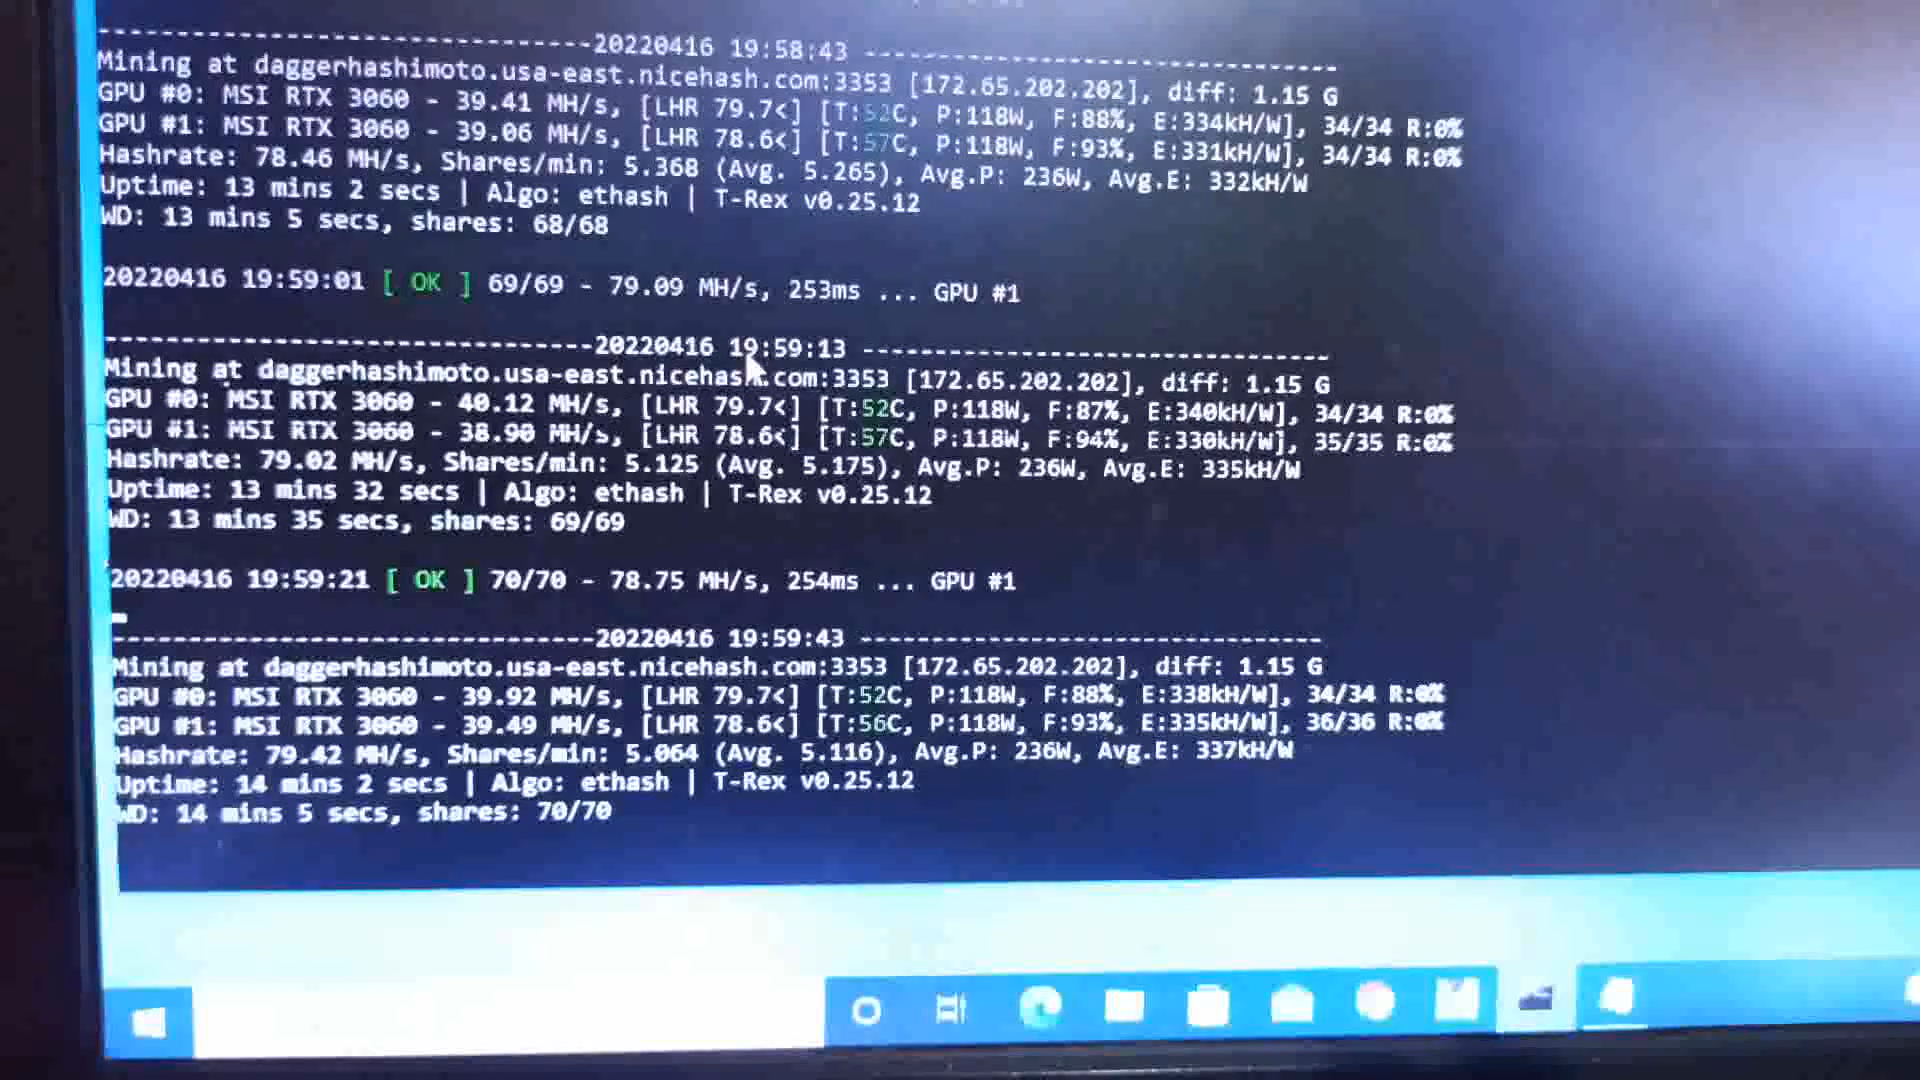 ------------------------------20220416 19:58:43 ------------------------------
Mining at daggerhashimoto.usa-east.nicehash.com:3353 [172.65.202.202], diff: 1.15 G
GPU #0: MSI RTX 3060 - 39.41 MH/s, [LHR 79.7<] [T:52C, P:118W, F:88%, E:334kH/W], 34/34 R:0%
GPU #1: MSI RTX 3060 - 39.06 MH/s, [LHR 78.6<] [T:57C, P:118W, F:93%, E:331kH/W], 34/34 R:0%
Hashrate: 78.46 MH/s, Shares/min: 5.368 (Avg. 5.265), Avg.P: 236W, Avg.E: 332kH/W
Uptime: 13 mins 2 secs | Algo: ethash | T-Rex v0.25.12
WD: 13 mins 5 secs, shares: 68/68
20220416 19:59:01 [ OK ] 69/69 - 79.09 MH/s, 253ms ... GPU #1
------------------------------20220416 19:59:13 ------------------------------
Mining at daggerhashimoto.usa-east.nicehash.com:3353 [172.65.202.202], diff: 1.15 G
GPU #0: MSI RTX 3060 - 40.12 MH/s, [LHR 79.7<] [T:52C, P:118W, F:87%, E:340kH/W], 34/34 R:0%
GPU #1: MSI RTX 3060 - 38.90 MH/s, [LHR 78.6<] [T:57C, P:118W, F:94%, E:330kH/W], 35/35 R:0%
Hashrate: 79.02 MH/s, Shares/min: 5.125 (Avg. 5.175), Avg.P: 236W, Avg.E: 335kH/W
Uptime: 13 mins 32 secs | Algo: ethash | T-Rex v0.25.12
WD: 13 mins 35 secs, shares: 69/69
20220416 19:59:21 [ OK ] 70/70 - 78.75 MH/s, 254ms ... GPU #1
------------------------------20220416 19:59:43 ------------------------------
Mining at daggerhashimoto.usa-east.nicehash.com:3353 [172.65.202.202], diff: 1.15 G
GPU #0: MSI RTX 3060 - 39.92 MH/s, [LHR 79.7<] [T:52C, P:118W, F:88%, E:338kH/W], 34/34 R:0%
GPU #1: MSI RTX 3060 - 39.49 MH/s, [LHR 78.6<] [T:56C, P:118W, F:93%, E:335kH/W], 36/36 R:0%
Hashrate: 79.42 MH/s, Shares/min: 5.064 (Avg. 5.116), Avg.P: 236W, Avg.E: 337kH/W
Uptime: 14 mins 2 secs | Algo: ethash | T-Rex v0.25.12
WD: 14 mins 5 secs, shares: 70/70